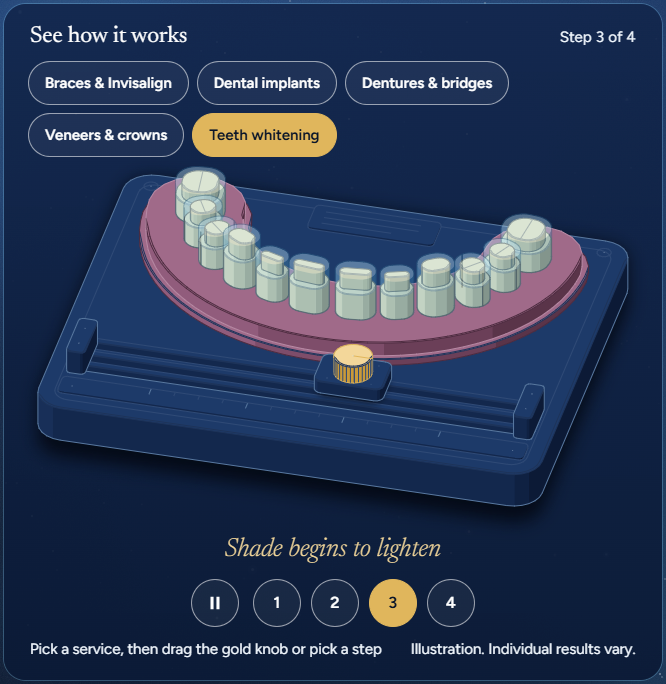 See how it works
Step 3 of 4
Braces & Invisalign
Dental implants
Dentures & bridges
Veneers & crowns
Teeth whitening
Shade begins to lighten
1
2
3
4
Pick a service, then drag the gold knob or pick a step
Illustration. Individual results vary.